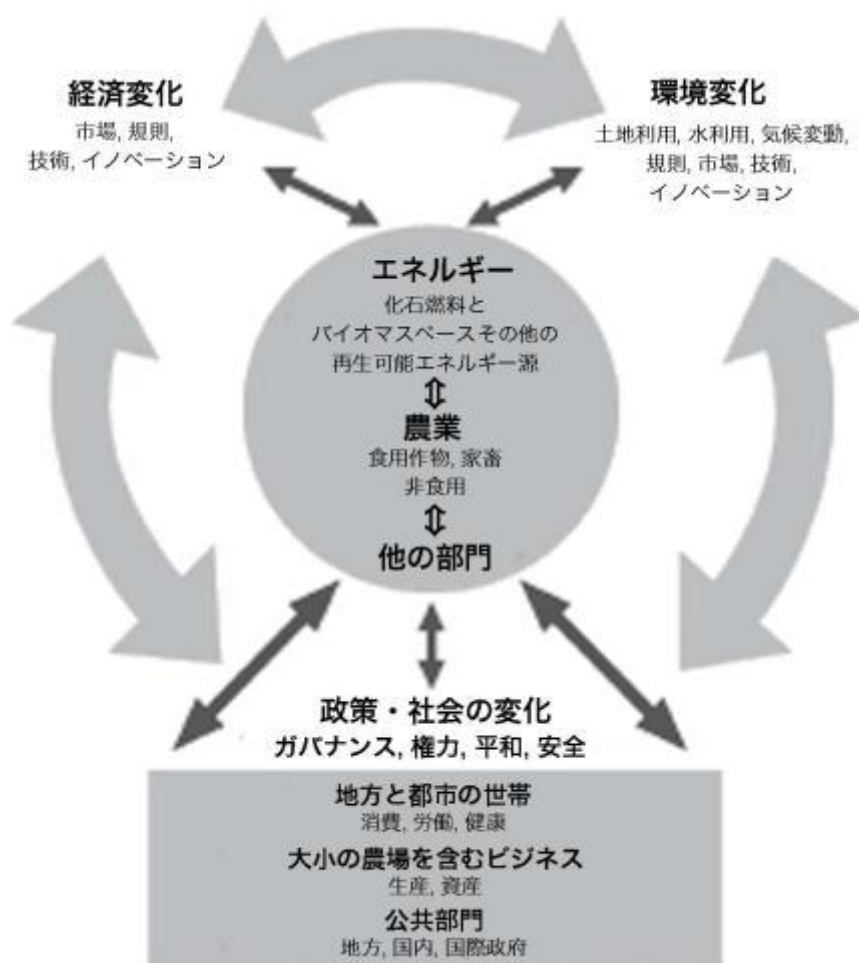 経済変化
市場, 規則,
技術, イノベーション
環境変化
土地利用, 水利用, 気候変動,
規則, 市場, 技術,
イノベーション
エネルギー
化石燃料と
バイオマスベースその他の
再生可能エネルギー源
⇕
農業
食用作物, 家畜
非食用
⇕
他の部門
政策・社会の変化
ガバナンス, 権力, 平和, 安全
地方と都市の世帯
消費, 労働, 健康
大小の農場を含むビジネス
生産, 資産
公共部門
地方, 国内, 国際政府